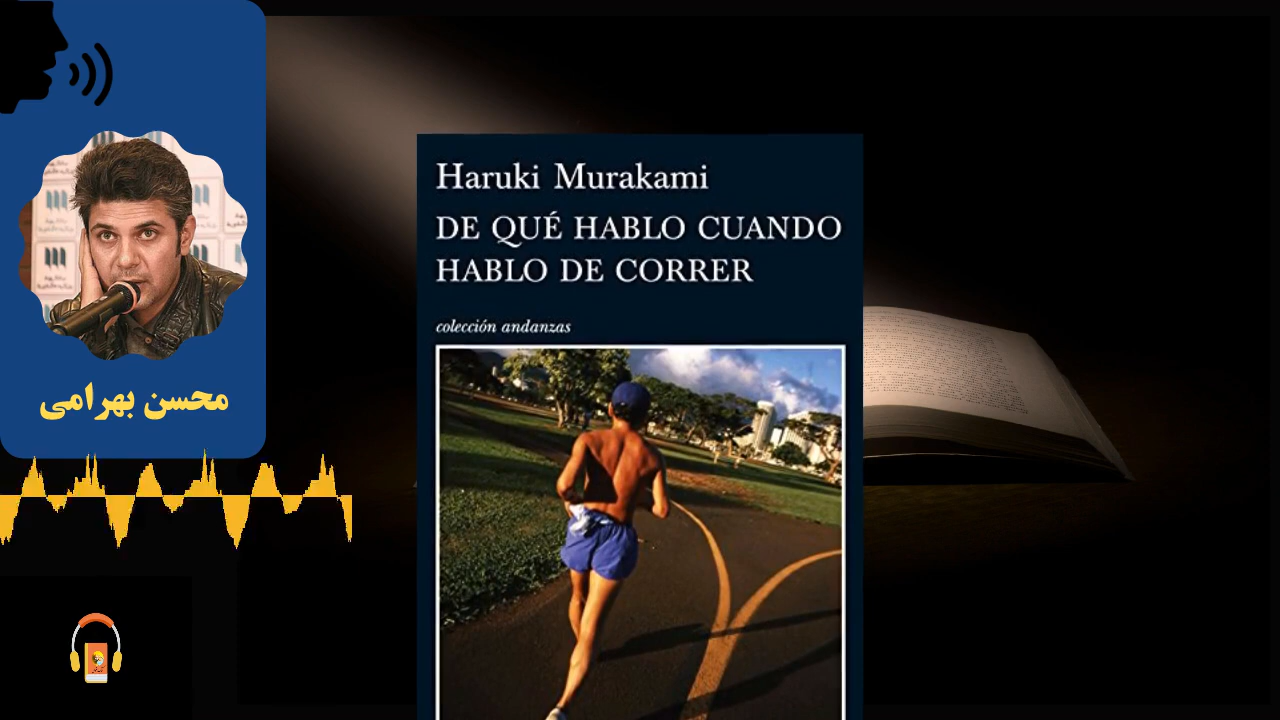 محسن بهرامی
Haruki Murakami
DE QUÉ HABLO CUANDO
HABLO DE CORRER
colección andanzas